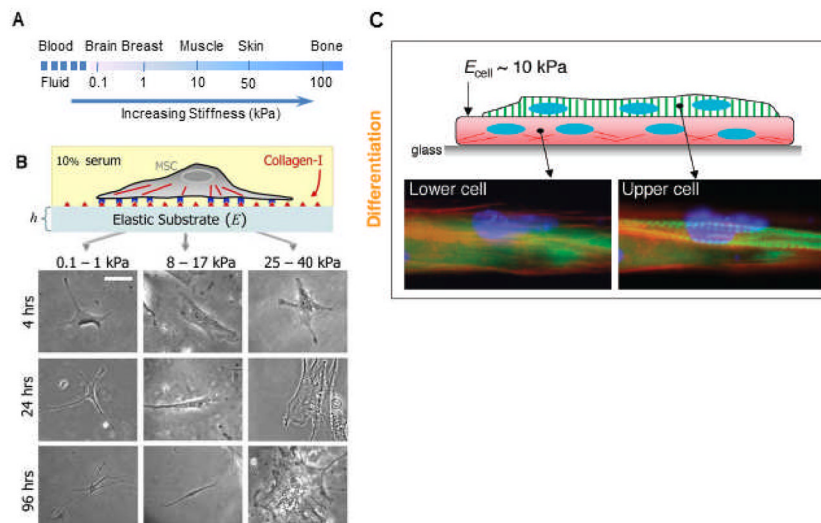 A
Blood Brain Breast Muscle Skin Bone
Fluid 0.1 1 10 50 100
Increasing Stiffness (kPa)
B
10% serum
MSC
Collagen-I
h
Elastic Substrate (E)
0.1 – 1 kPa 8 – 17 kPa 25 – 40 kPa
4 hrs
24 hrs
96 hrs
C
Differentiation
E cell ~ 10 kPa
glass
Lower cell
Upper cell